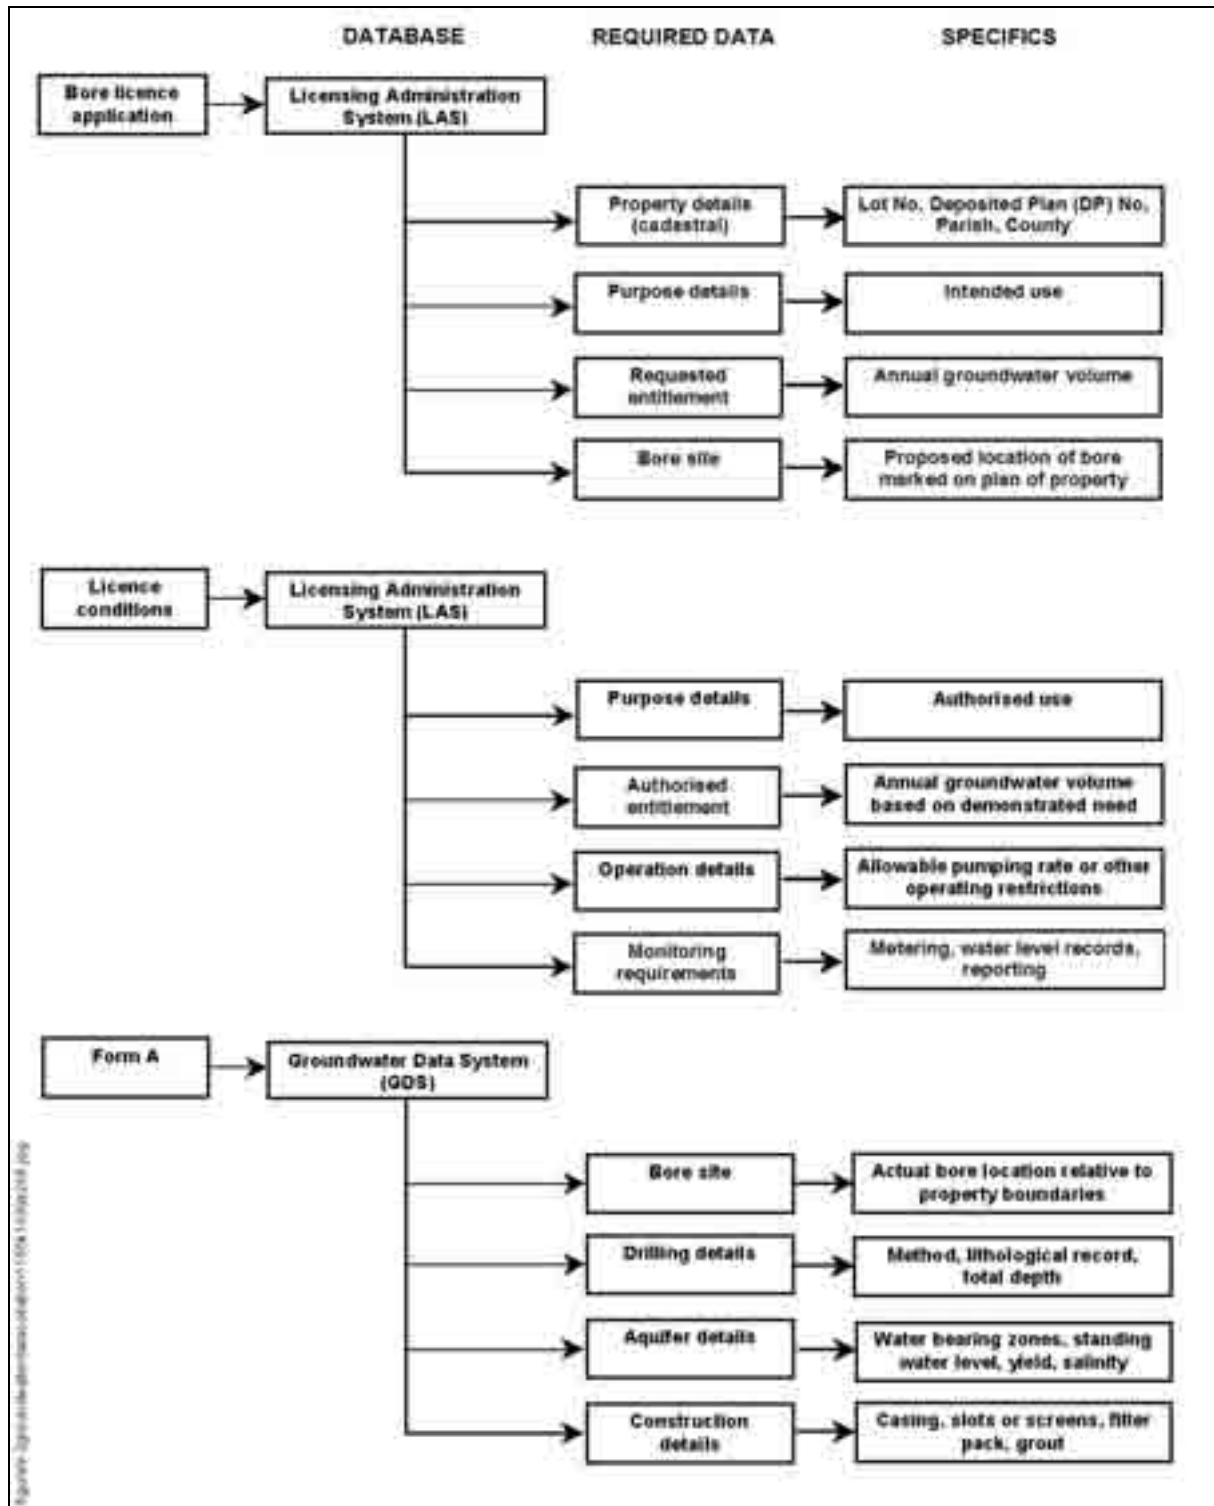 DATABASE REQUIRED DATA SPECIFICS
Bore licence
application
Licensing Administration
System (LAS)
Property details
(cadastral)
Lot No, Deposited Plan (DP) No,
Parish, County
Purpose details
Intended use
Requested
entitlement
Annual groundwater volume
Bore site
Proposed location of bore
marked on plan of property
Licence
conditions
Licensing Administration
System (LAS)
Purpose details
Authorised use
Authorised
entitlement
Annual groundwater volume
based on demonstrated need
Operation details
Allowable pumping rate or other
operating restrictions
Monitoring
requirements
Metering, water level records,
reporting
Form A
Groundwater Data System
(GDS)
Bore site
Actual bore location relative to
property boundaries
Drilling details
Method, lithological record,
total depth
Aquifer details
Water bearing zones, standing
water level, yield, salinity
Construction
details
Casing, slots or screens, filter
pack, grout